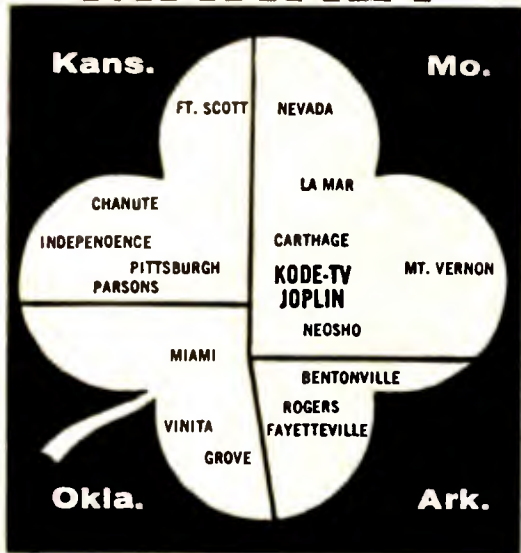 Kans.
Mo.
FT. SCOTT
NEVADA
LA MAR
CHANUTE
INDEPENOENCE
CARTHAGE
PITTSBURGH
KODE-TV
MT. VERNON
PARSONS
JOPLIN
NEOSHO
MIAMI
BENTONVILLE
ROGERS
VINITA
FAYETTEVILLE
GROVE
Okla.
Ark.